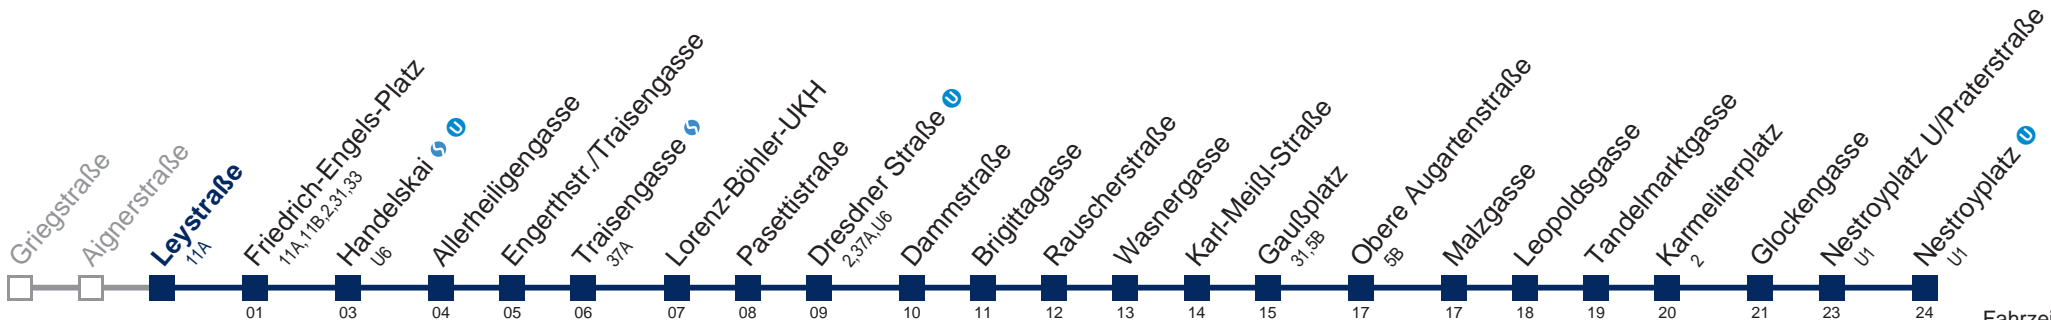 Griegstraße
Aignerstraße
Leystraße
11A
Friedrich-Engels-Platz
11A,11B,2,31,33
Handelskai S U
U6
Allerheiligengasse
Engerthstr./Traisengasse
Traisengasse S
37A
Lorenz-Böhler-UKH
Pasettistraße
Dresdner Straße U
2,37A,U6
Dammstraße
Brigittagasse
Rauscherstraße
Wasnergasse
Karl-Meißl-Straße
Gaußplatz
31,5B
Obere Augartenstraße
5B
Malzgasse
Leopoldsgasse
Tandelmarktgasse
Karmeliterplatz
2
Glockengasse
Nestroyplatz U/Praterstraße
U1
Nestroyplatz U
U1
01 03 04 05 06 07 08 09 10 11 12 13 14 15 17 17 18 19 20 21 23 24
Fahrzei